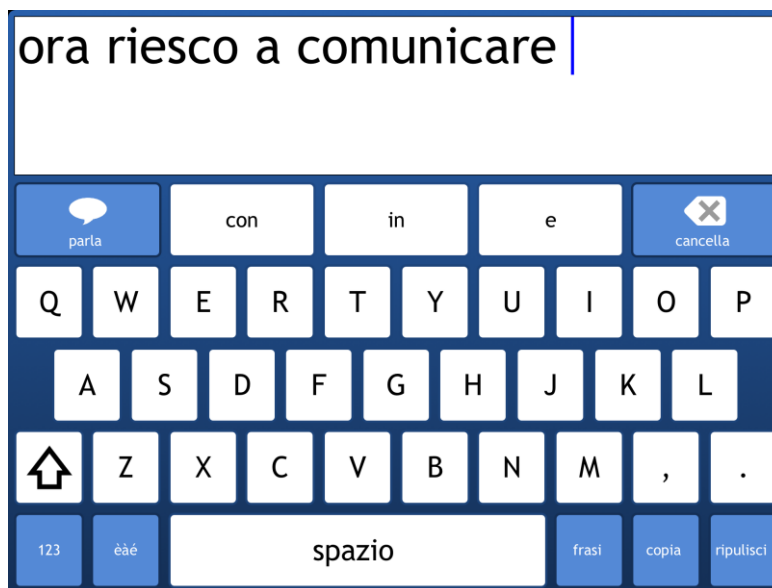 ora riesco a comunicare
parla con in e cancella
Q W E R T Y U I O P
A S D F G H J K L
Z X C V B N M , .
123 èàé spazio frasi copia ripulisci